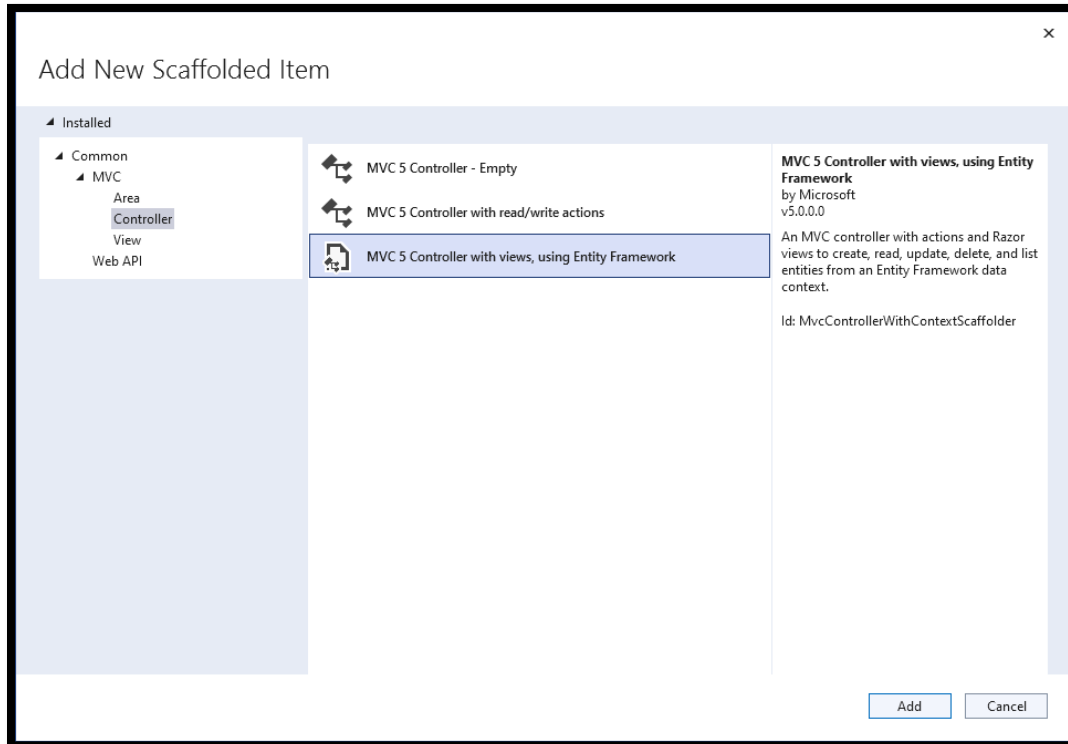 Add New Scaffolded Item
Installed
Common
MVC
Area
Controller
View
Web API
MVC 5 Controller - Empty
MVC 5 Controller with read/write actions
MVC 5 Controller with views, using Entity Framework
MVC 5 Controller with views, using Entity
Framework
by Microsoft
v5.0.0.0
An MVC controller with actions and Razor
views to create, read, update, delete, and list
entities from an Entity Framework data
context.
Id: MvcControllerWithContextScaffolder
Add
Cancel